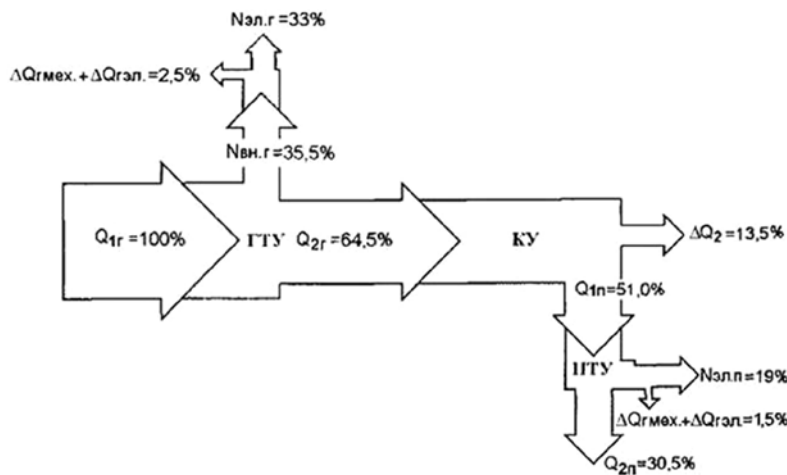 Nэл.г =33%
ΔQгмех.+ΔQгэл.=2,5%
Nвн.г =35,5%
Q1г=100%
ГТУ
Q2г=64,5%
КУ
ΔQ2 =13,5%
Q1п=51,0%
ПТУ
Nэл.п =19%
ΔQгмех.+ΔQгэл.=1,5%
Q2п=30,5%